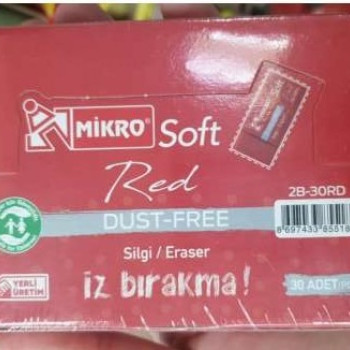 MİKRO® Soft
Red
DUST-FREE
2B-30RD
Silgi / Eraser
iz bırakma!
YERLİ
ÜRETİM
30 ADET